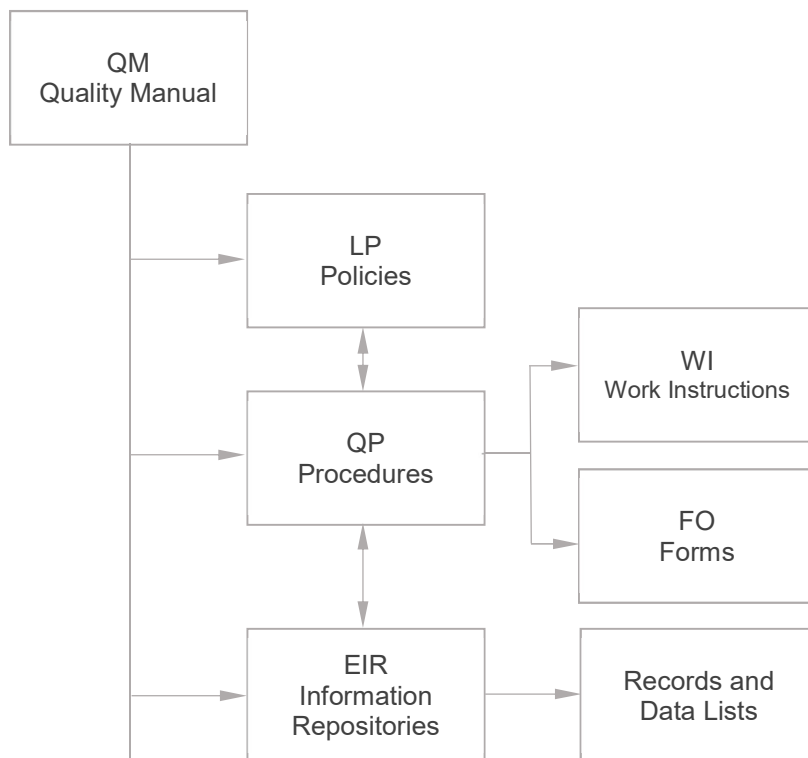 QM
Quality Manual
LP
Policies
WI
Work Instructions
QP
Procedures
FO
Forms
EIR
Information
Repositories
Records and
Data Lists